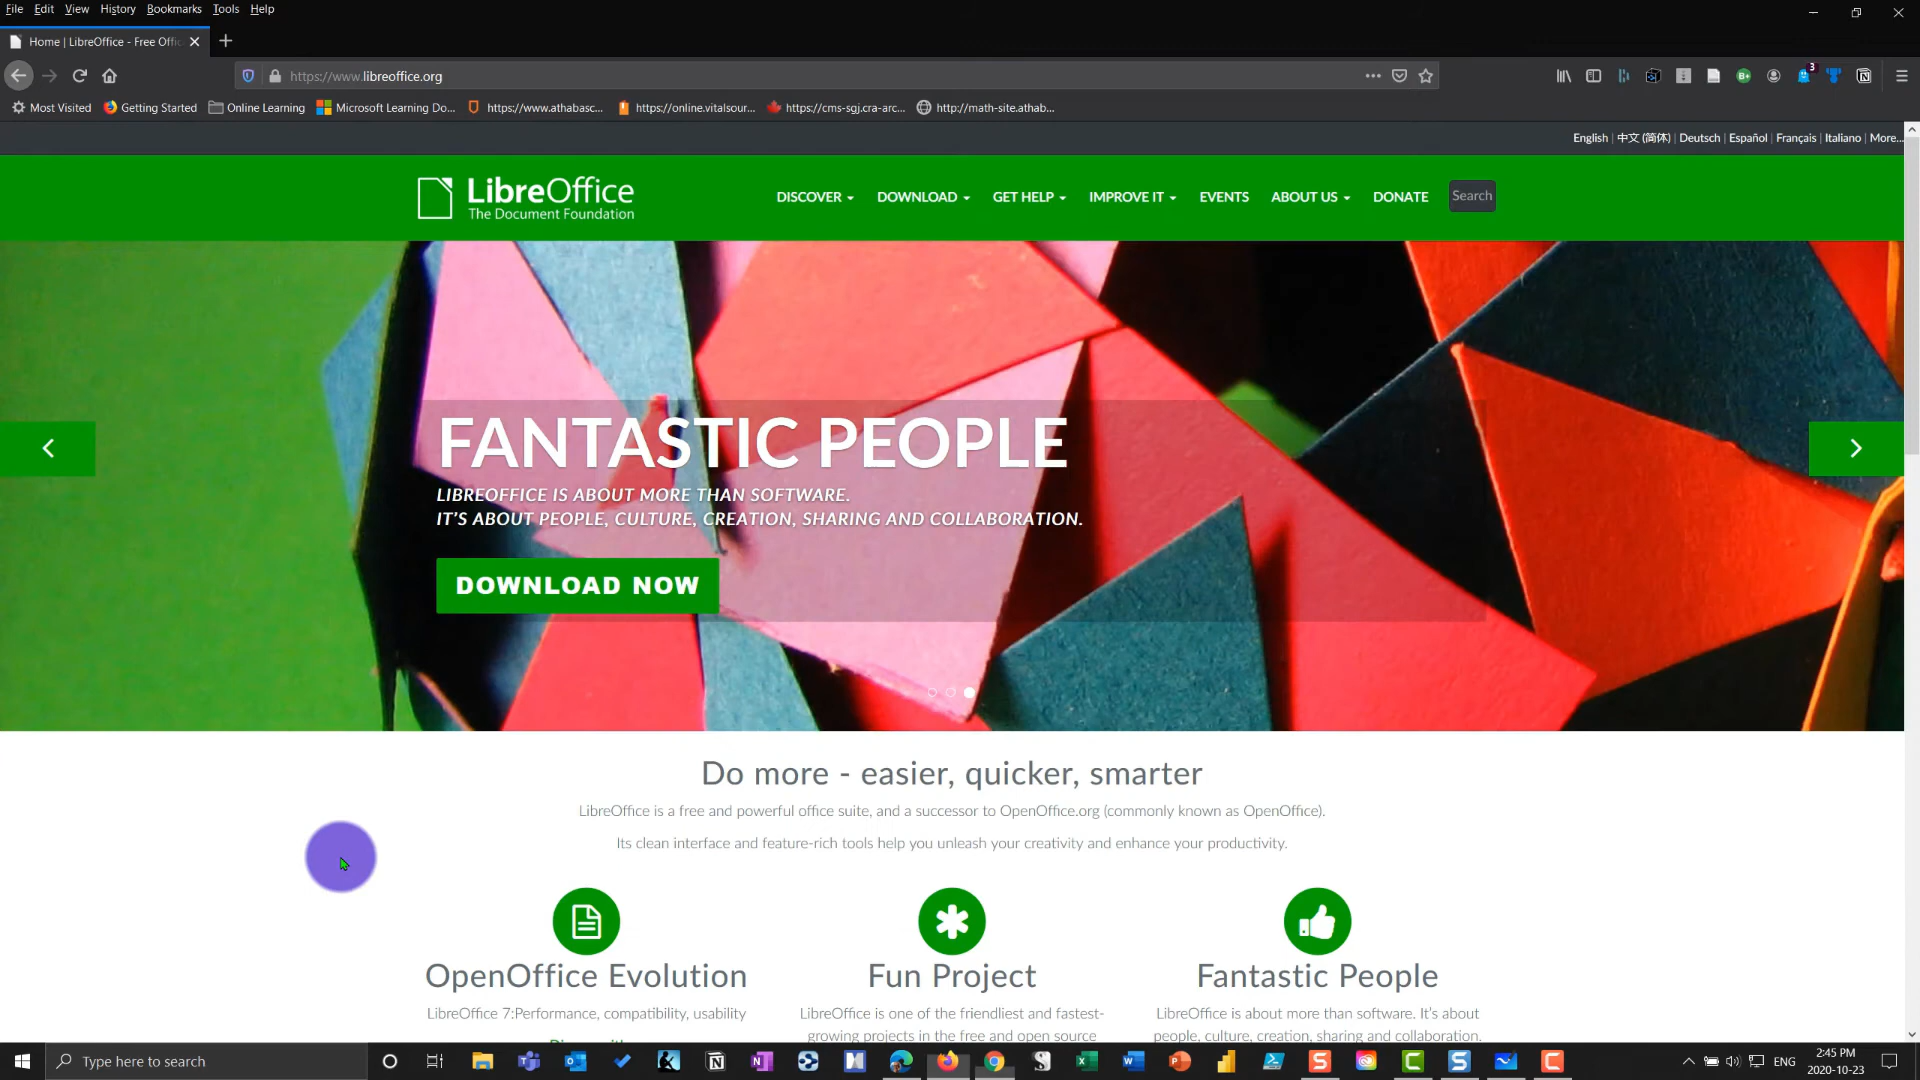 File Edit View History Bookmarks Tools Help
Home | LibreOffice - Free Offic
https://www.libreoffice.org
3
Most Visited Getting Started Online Learning Microsoft Learning Do... https://www.athabasc... https://online.vitalsour... https://cms-sgj.cra-arc... http://math-site.athab...
English | 中文 (简体) | Deutsch | Español | Français | Italiano | More...
LibreOffice
The Document Foundation
DISCOVER DOWNLOAD GET HELP IMPROVE IT EVENTS ABOUT US DONATE Search
FANTASTIC PEOPLE
LIBREOFFICE IS ABOUT MORE THAN SOFTWARE.
IT'S ABOUT PEOPLE, CULTURE, CREATION, SHARING AND COLLABORATION.
DOWNLOAD NOW
Do more - easier, quicker, smarter
LibreOffice is a free and powerful office suite, and a successor to OpenOffice.org (commonly known as OpenOffice).
Its clean interface and feature-rich tools help you unleash your creativity and enhance your productivity.
OpenOffice Evolution
LibreOffice 7:Performance, compatibility, usability
Fun Project
LibreOffice is one of the friendliest and fastest-
growing projects in the free and open source
Fantastic People
LibreOffice is about more than software. It's about
people, culture, creation, sharing and collaboration.
Type here to search
ENG
2:45 PM
2020-10-23